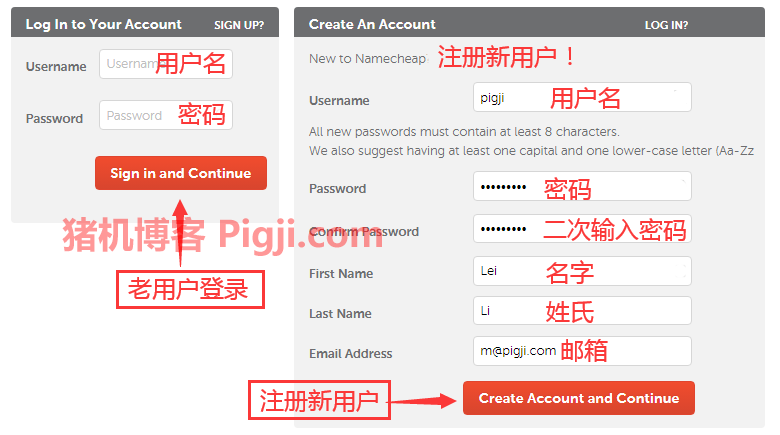 Log In to Your Account SIGN UP?
Username Username 用户名
Password Password 密码
Sign in and Continue
老用户登录
Create An Account LOG IN?
New to Namecheap 注册新用户！
Username pigji 用户名
All new passwords must contain at least 8 characters.
We also suggest having at least one capital and one lower-case letter (Aa-Zz
Password ••••••••• 密码
Confirm Password ••••••••• 二次输入密码
First Name Lei 名字
Last Name Li 姓氏
Email Address m@pigji.com 邮箱
注册新用户 Create Account and Continue
猪机博客 Pigji.com